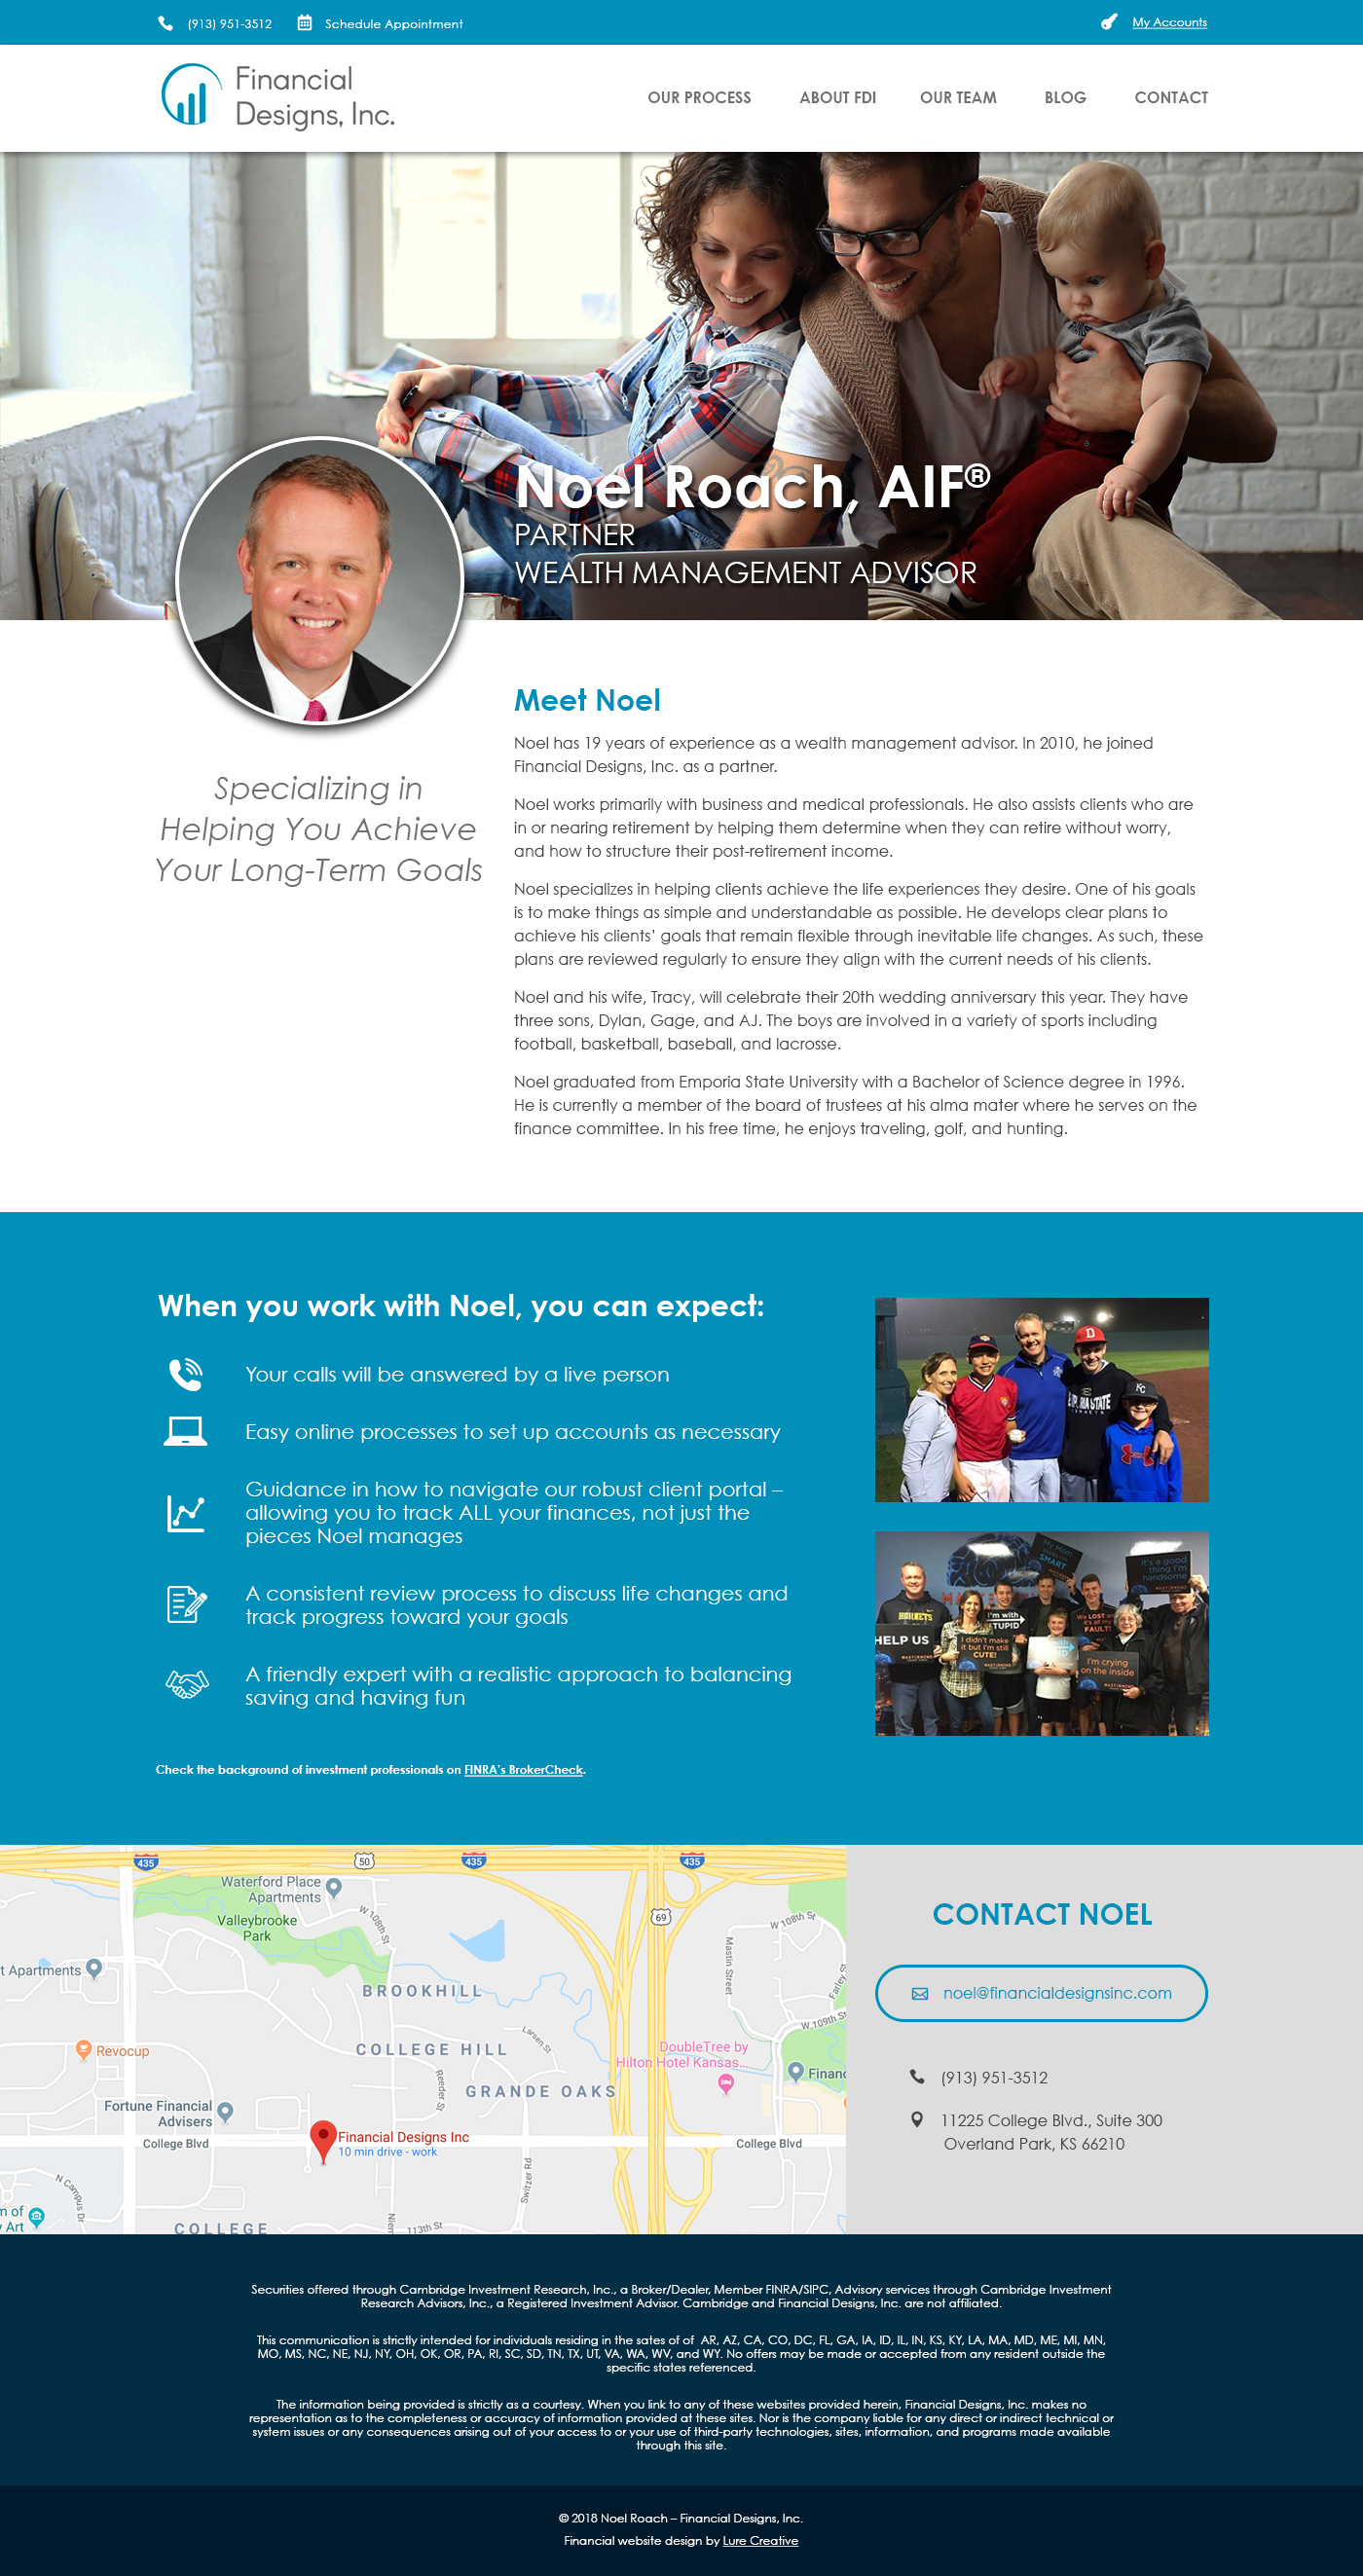 (913) 951-3512
Schedule Appointment
My Accounts
Financial
Designs, Inc.
OUR PROCESS
ABOUT FDI
OUR TEAM
BLOG
CONTACT
Noel Roach, AIF®
PARTNER
WEALTH MANAGEMENT ADVISOR
Specializing in
Helping You Achieve
Your Long-Term Goals
Meet Noel
Noel has 19 years of experience as a wealth management advisor. In 2010, he joined
Financial Designs, Inc. as a partner.
Noel works primarily with business and medical professionals. He also assists clients who are
in or nearing retirement by helping them determine when they can retire without worry,
and how to structure their post-retirement income.
Noel specializes in helping clients achieve the life experiences they desire. One of his goals
is to make things as simple and understandable as possible. He develops clear plans to
achieve his clients’ goals that remain flexible through inevitable life changes. As such, these
plans are reviewed regularly to ensure they align with the current needs of his clients.
Noel and his wife, Tracy, will celebrate their 20th wedding anniversary this year. They have
three sons, Dylan, Gage, and AJ. The boys are involved in a variety of sports including
football, basketball, baseball, and lacrosse.
Noel graduated from Emporia State University with a Bachelor of Science degree in 1996.
He is currently a member of the board of trustees at his alma mater where he serves on the
finance committee. In his free time, he enjoys traveling, golf, and hunting.
When you work with Noel, you can expect:
Your calls will be answered by a live person
Easy online processes to set up accounts as necessary
Guidance in how to navigate our robust client portal –
allowing you to track ALL your finances, not just the
pieces Noel manages
A consistent review process to discuss life changes and
track progress toward your goals
A friendly expert with a realistic approach to balancing
saving and having fun
Check the background of investment professionals on FINRA's BrokerCheck.
D
KC
STATE
My Mom
SMART
It's a good
thing I'm
handsome
HORNETS
I'm with
We LOST
it's all my
FAULT!
HELP US
I didn't make
it but I'm still
CUTE!
I'm crying
on the inside
435
50
435
435
Waterford Place
Apartments
Valleybrooke
Park
W 108th St
69
W 108th St
Mastin Street
Farley St
t Apartments
BROOKHILL
W 109th St
Larsen St
COLLEGE HILL
DoubleTree by
Hilton Hotel Kansas...
Revocup
Reeder St
GRANDE OAKS
Financ
Fortune Financial
Advisers
College Blvd
Financial Designs Inc
10 min drive - work
College Blvd
Switzer Rd
N Campus Dr
m of
Art
COLLEGE
Niem
113th St
CONTACT NOEL
noel@financialdesignsinc.com
(913) 951-3512
11225 College Blvd., Suite 300
Overland Park, KS 66210
Securities offered through Cambridge Investment Research, Inc., a Broker/Dealer, Member FINRA/SIPC, Advisory services through Cambridge Investment
Research Advisors, Inc., a Registered Investment Advisor. Cambridge and Financial Designs, Inc. are not affiliated.
This communication is strictly intended for individuals residing in the sates of of AR, AZ, CA, CO, DC, FL, GA, IA, ID, IL, IN, KS, KY, LA, MA, MD, ME, MI, MN,
MO, MS, NC, NE, NJ, NY, OH, OK, OR, PA, RI, SC, SD, TN, TX, UT, VA, WA, WV, and WY. No offers may be made or accepted from any resident outside the
specific states referenced.
The information being provided is strictly as a courtesy. When you link to any of these websites provided herein, Financial Designs, Inc. makes no
representation as to the completeness or accuracy of information provided at these sites. Nor is the company liable for any direct or indirect technical or
system issues or any consequences arising out of your access to or your use of third-party technologies, sites, information, and programs made available
through this site.
© 2018 Noel Roach – Financial Designs, Inc.
Financial website design by Lure Creative